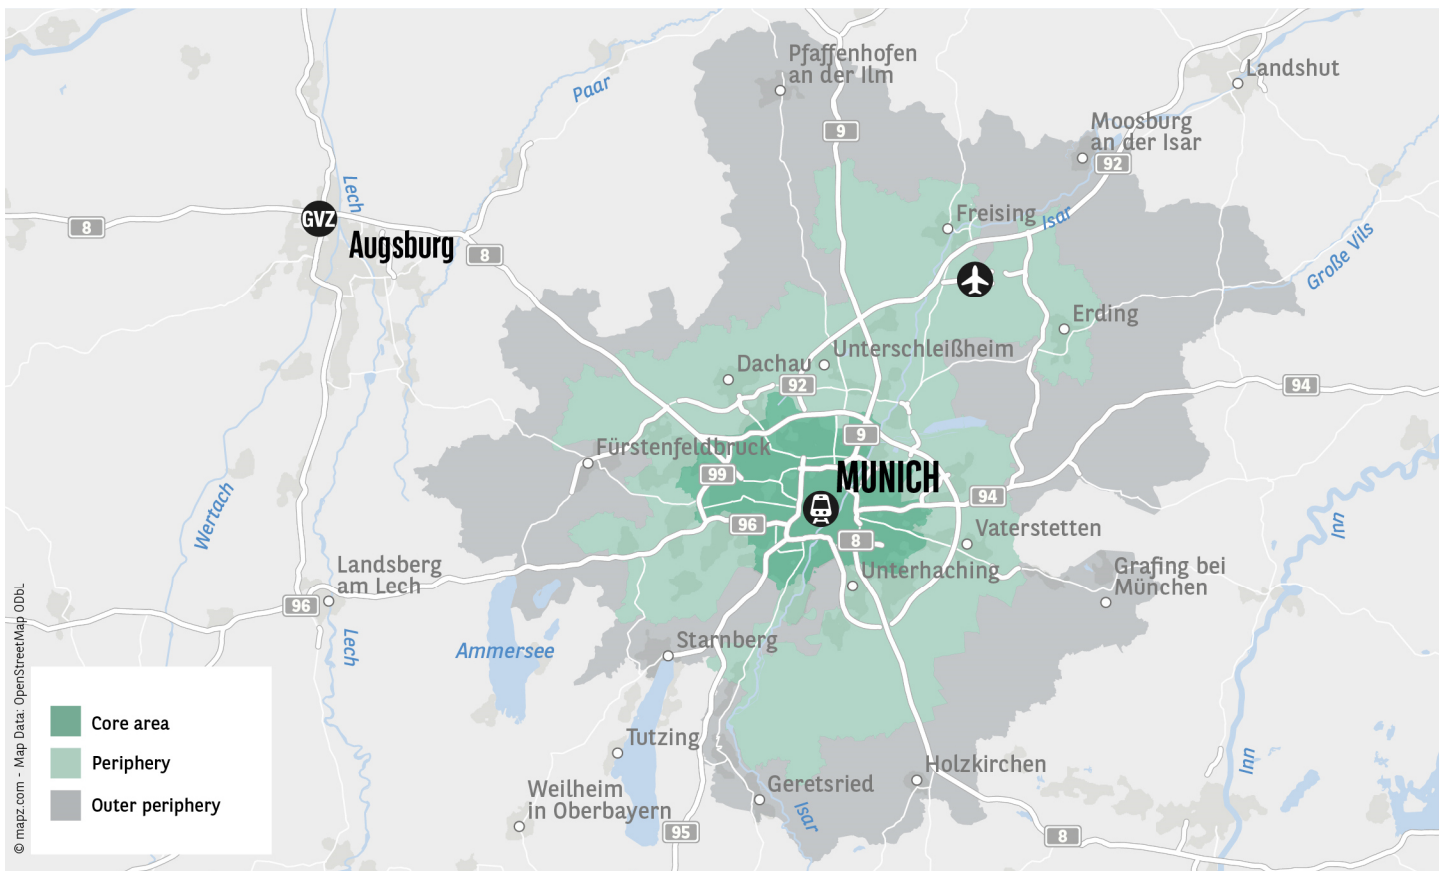 Pfaffenhofen
an der Ilm
Landshut
Paar
Moosburg
an der Isar
9
92
Lech
GVZ
Freising
Isar
8
Augsburg
8
Große Vils
Erding
Unterschleißheim
Dachau
92
94
9
Fürstenfeldbruck
99
MUNICH
94
Wertach
96
Vaterstetten
Inn
8
Landsberg
am Lech
Unterhaching
Grafing bei
München
96
Lech
Starnberg
Ammersee
Tutzing
Inn
Holzkirchen
Geretsried
Weilheim
in Oberbayern
Isar
95
8
Core area
Periphery
Outer periphery
© mapz.com - Map Data: OpenStreetMap ODbL